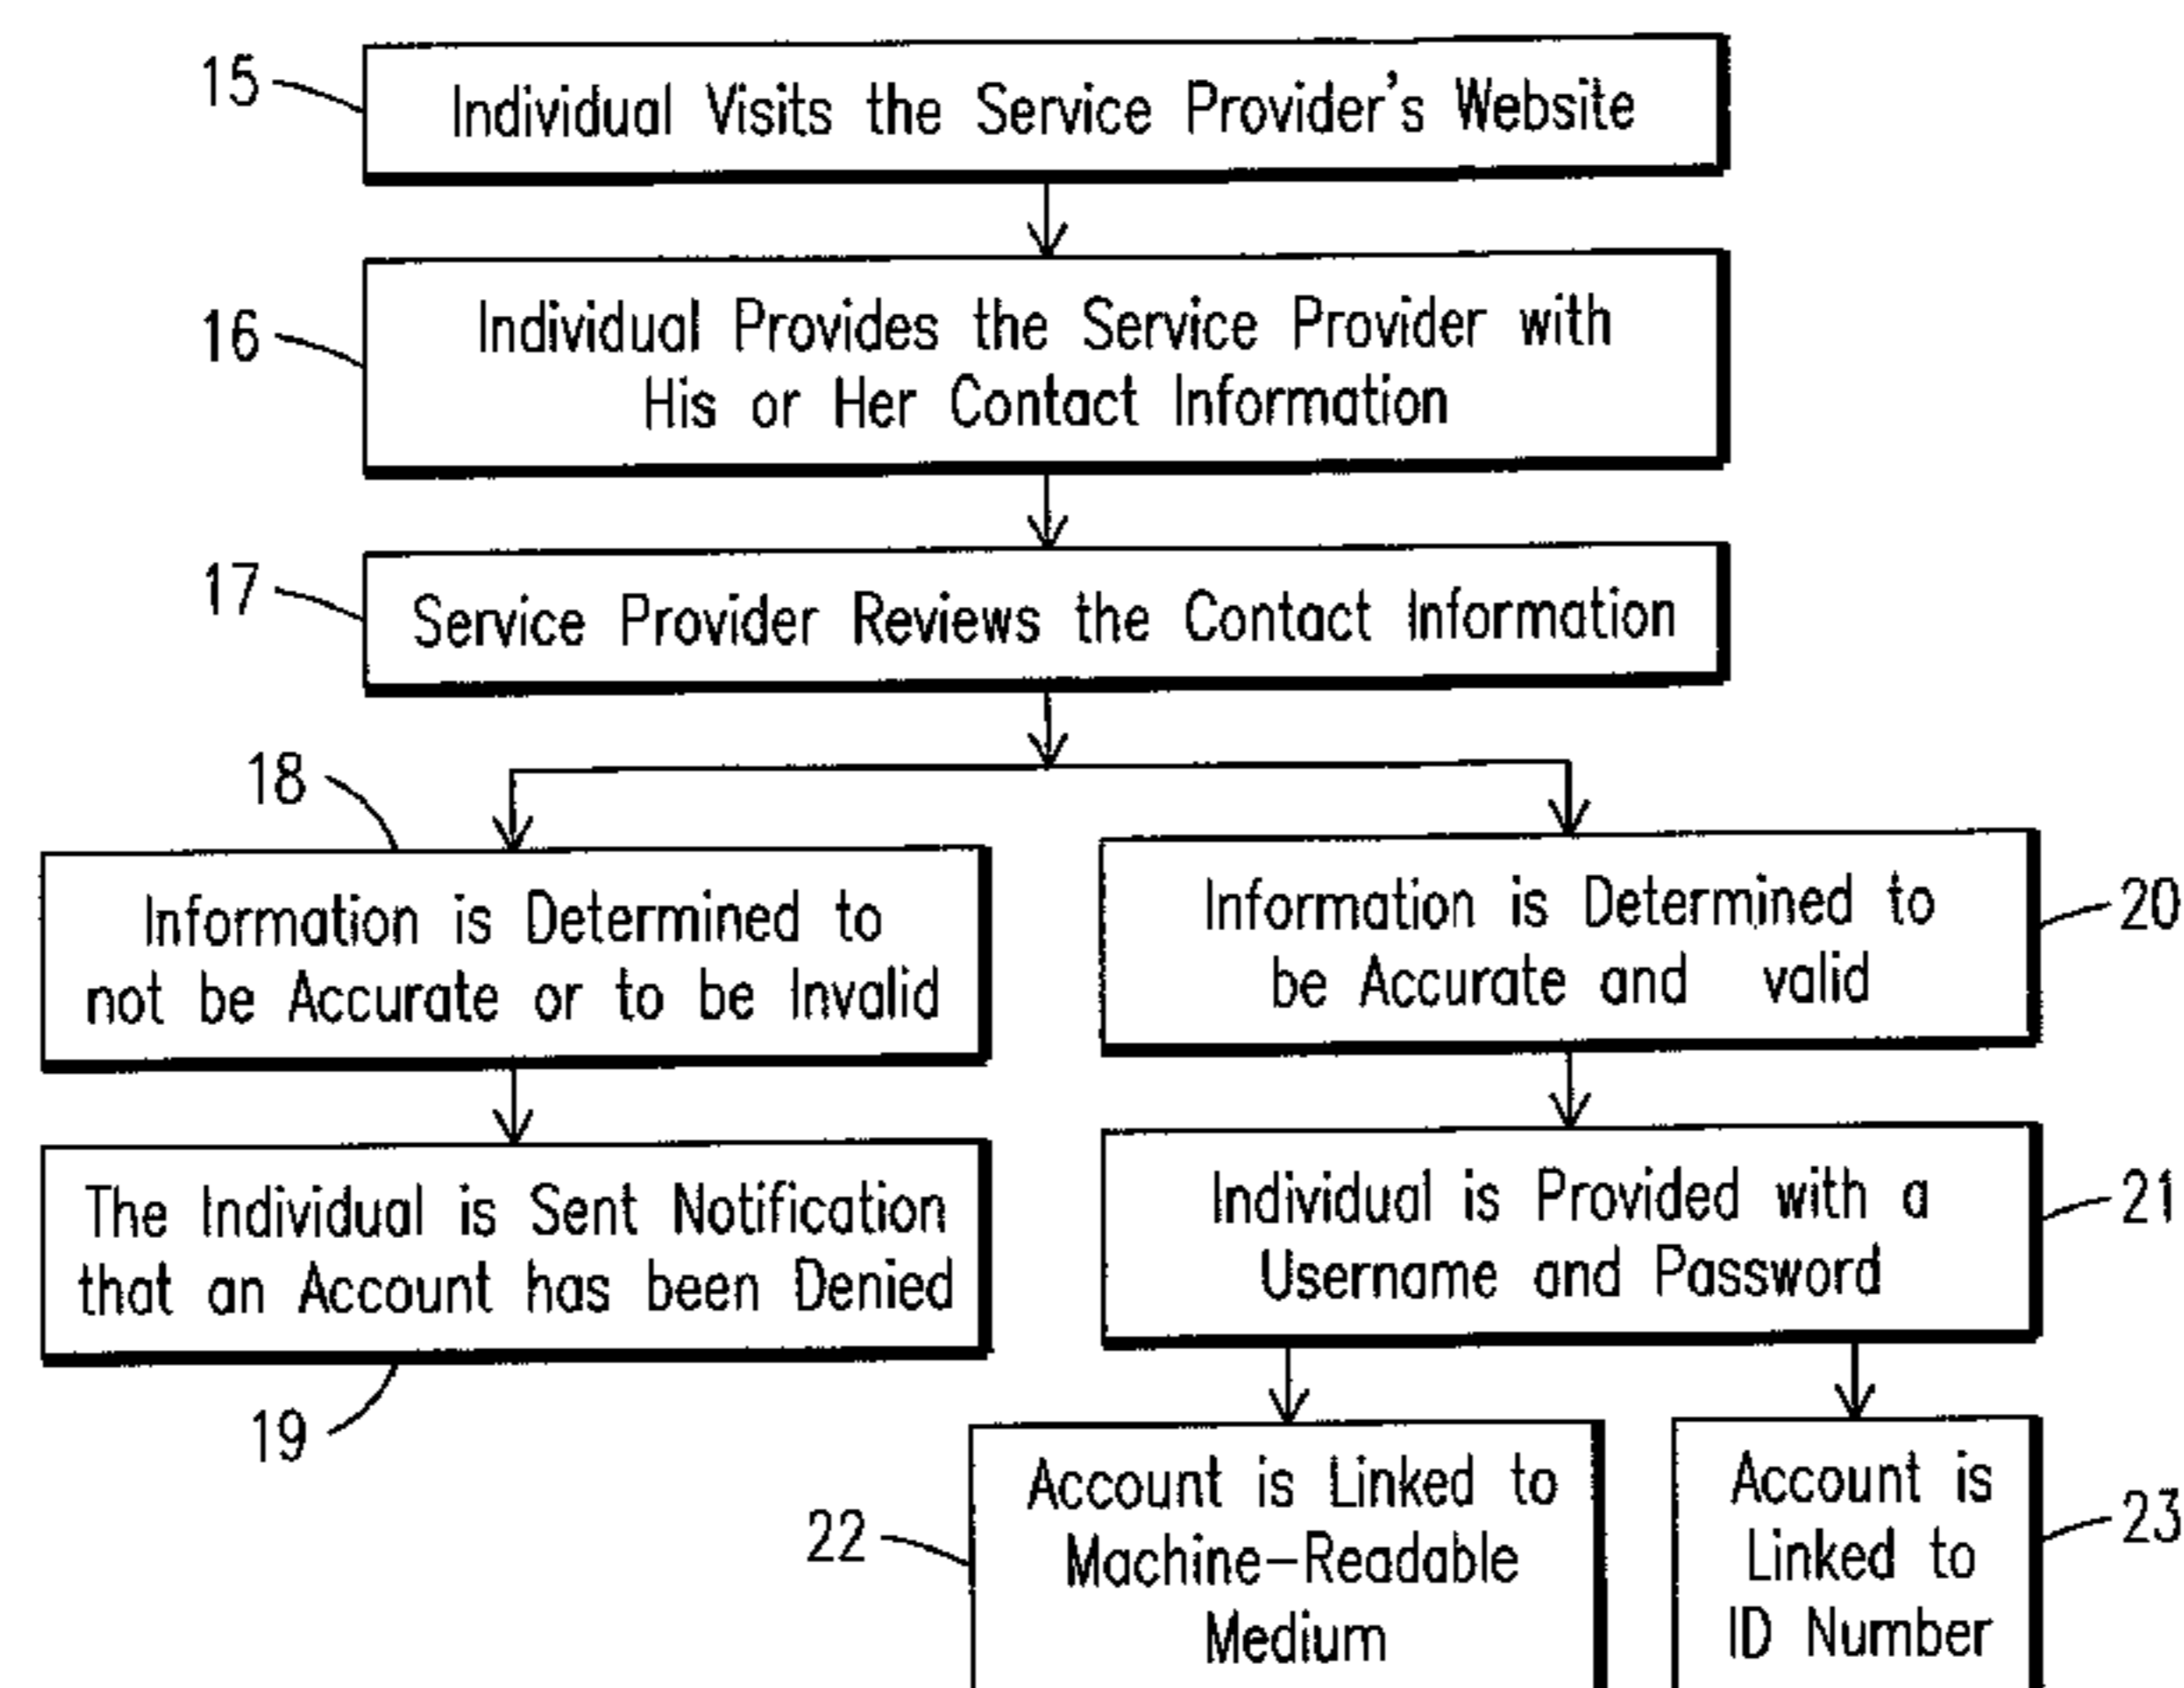 15
Individual Visits the Service Provider's Website
16
Individual Provides the Service Provider with
His or Her Contact Information
17
Service Provider Reviews the Contact Information
18
Information is Determined to
not be Accurate or to be Invalid
Information is Determined to
be Accurate and valid
20
The Individual is Sent Notification
that an Account has been Denied
19
Individual is Provided with a
Username and Password
21
22
Account is Linked to
Machine-Readable
Medium
Account is
Linked to
ID Number
23